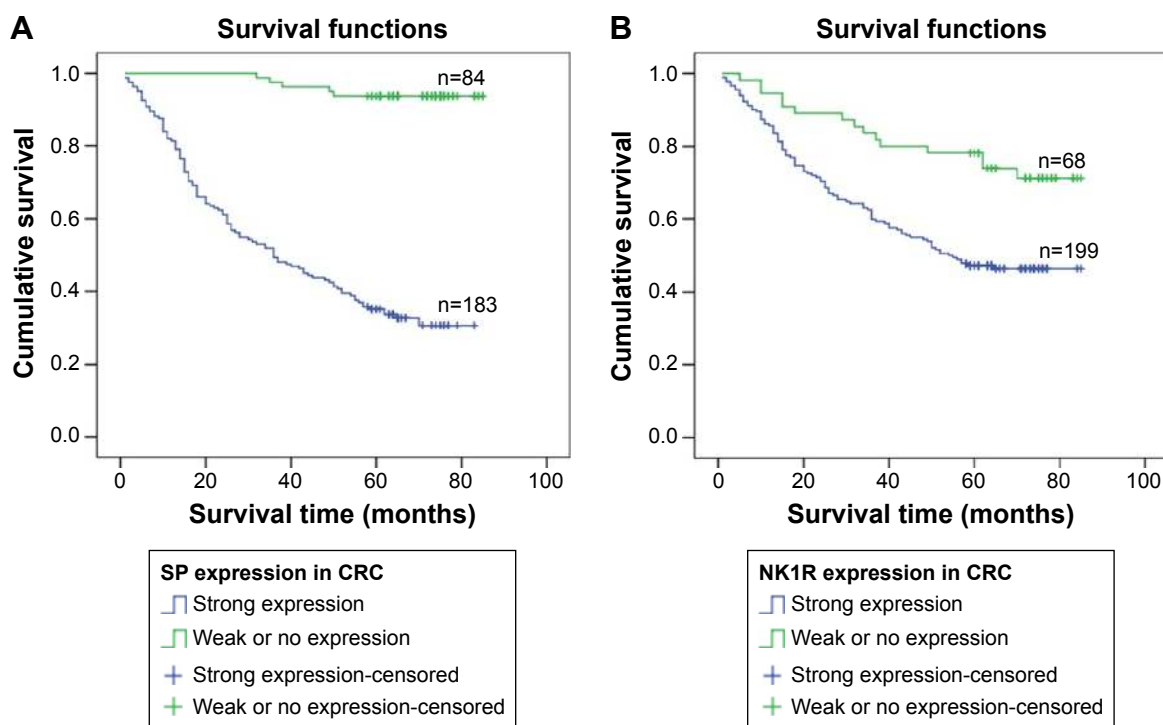 A
Survival functions
1.0
0.8
0.6
0.4
0.2
0.0
Cumulative survival
n=84
n=183
0 20 40 60 80 100
Survival time (months)
SP expression in CRC
Strong expression
Weak or no expression
Strong expression-censored
Weak or no expression-censored
B
Survival functions
1.0
0.8
0.6
0.4
0.2
0.0
Cumulative survival
n=68
n=199
0 20 40 60 80 100
Survival time (months)
NK1R expression in CRC
Strong expression
Weak or no expression
Strong expression-censored
Weak or no expression-censored